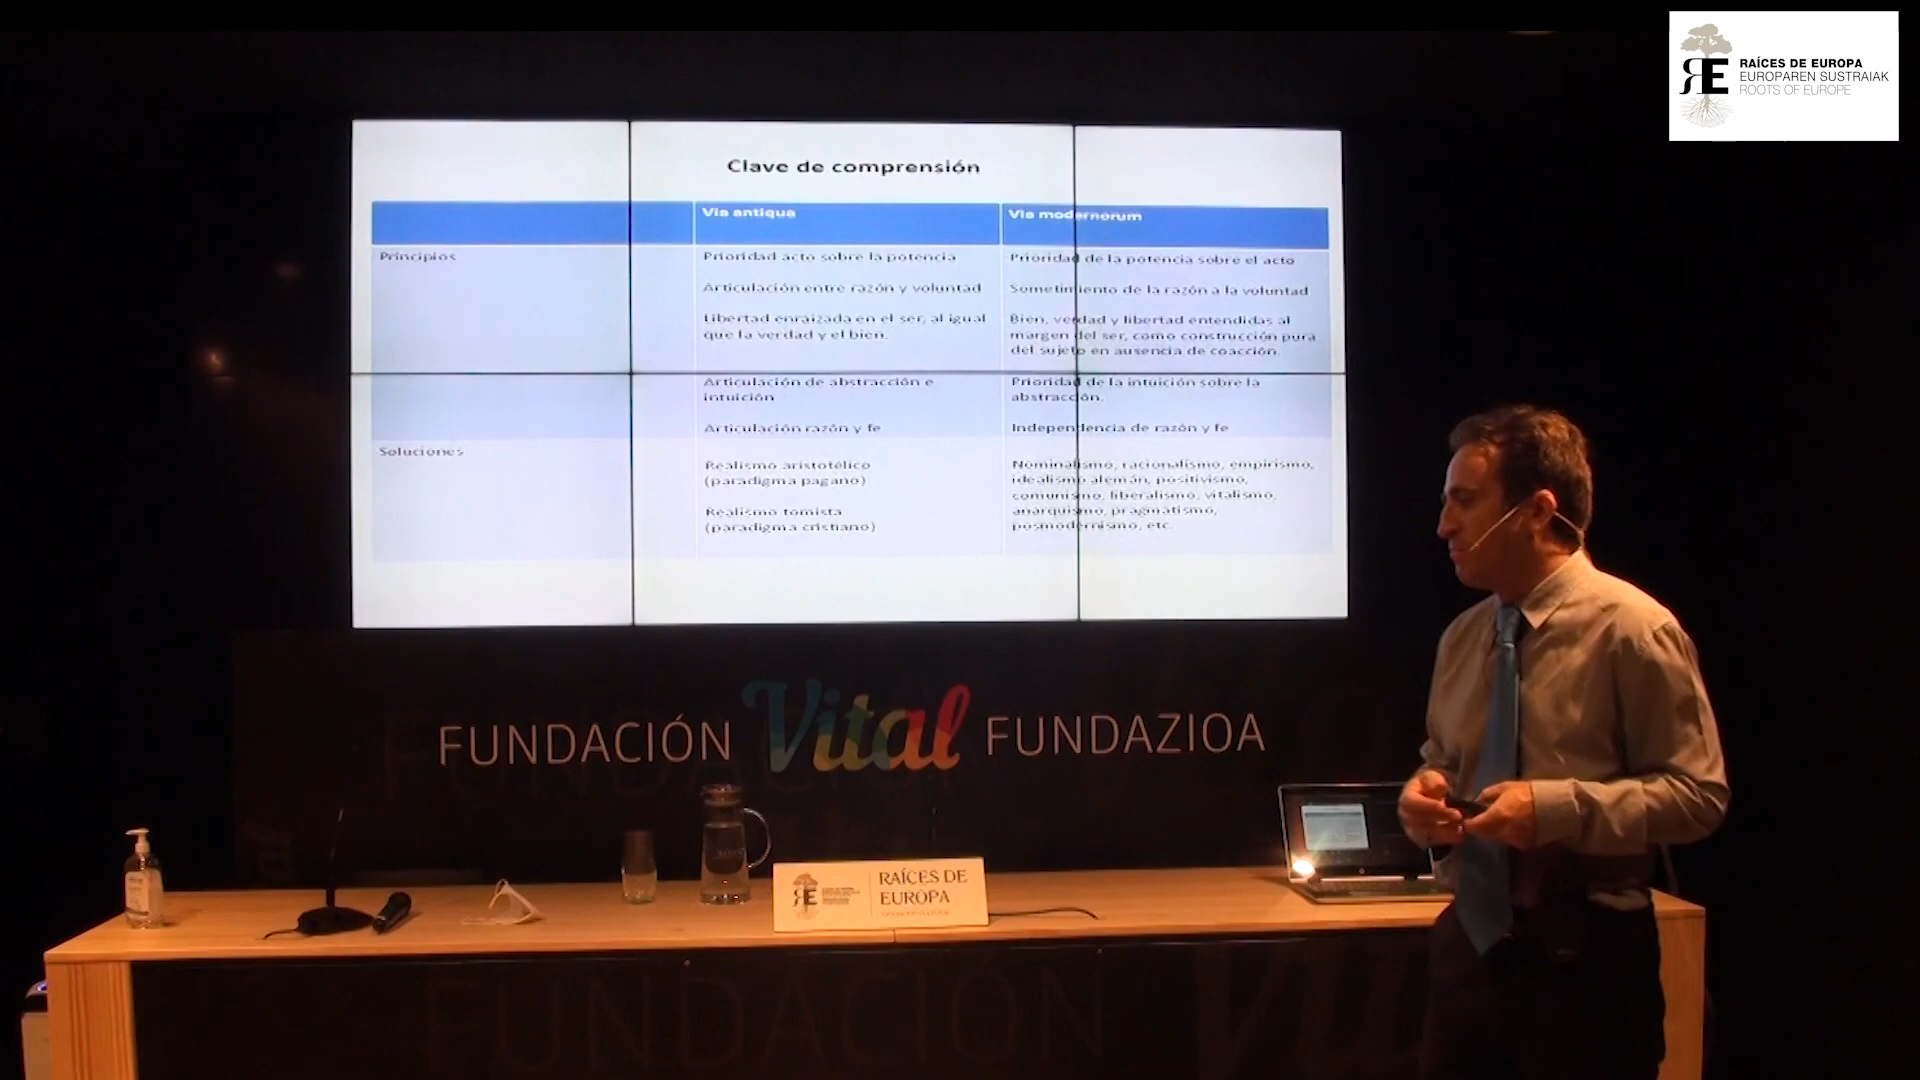 RAÍCES DE EUROPA
EUROPAREN SUSTRAIAK
ROOTS OF EUROPE
Clave de comprensión
Via antiqua
Via modernorum
Principios
Prioridad acto sobre la potencia
Articulación entre razón y voluntad
Libertad enraizada en el ser, al igual
que la verdad y el bien.
Articulación de abstracción e
intuición
Articulación razón y fe
Prioridad de la potencia sobre el acto
Sometimiento de la razón a la voluntad
Bien, verdad y libertad entendidas al
margen del ser, como construcción pura
del sujeto en ausencia de coacción.
Prioridad de la intuición sobre la
abstracción.
Independencia de razón y fe
Soluciones
Realismo aristotélico
(paradigma pagano)
Realismo tomista
(paradigma cristiano)
Nominalismo, racionalismo, empirismo,
idealismo alemán, positivismo,
comunismo, liberalismo, vitalismo,
anarquismo, pragmatismo,
posmodernismo, etc.
FUNDACIÓN Vital FUNDAZIOA
RE
RAÍCES DE
EUROPA
FUNDACIÓN